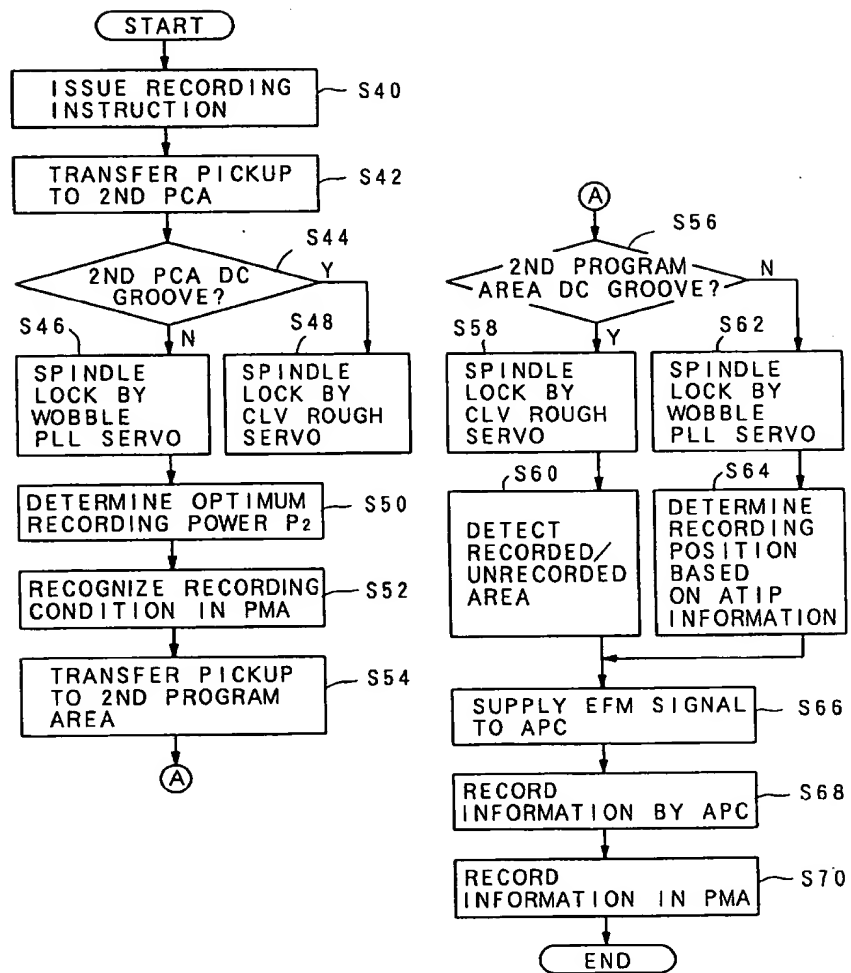 START
ISSUE RECORDING
INSTRUCTION
S40
TRANSFER PICKUP
TO 2ND PCA
S42
S44
2ND PCA DC
GROOVE?
Y
N
S46
SPINDLE
LOCK BY
WOBBLE
PLL SERVO
S48
SPINDLE
LOCK BY
CLV ROUGH
SERVO
DETERMINE OPTIMUM
RECORDING POWER P2
S50
RECOGNIZE RECORDING
CONDITION IN PMA
S52
TRANSFER PICKUP
TO 2ND PROGRAM
AREA
S54
A
A
S56
2ND PROGRAM
AREA DC GROOVE?
N
Y
S58
SPINDLE
LOCK BY
CLV ROUGH
SERVO
S62
SPINDLE
LOCK BY
WOBBLE
PLL SERVO
S60
DETECT
RECORDED/
UNRECORDED
AREA
S64
DETERMINE
RECORDING
POSITION
BASED
ON ATIP
INFORMATION
SUPPLY EFM SIGNAL
TO APC
S66
RECORD
INFORMATION BY APC
S68
RECORD
INFORMATION IN PMA
S70
END